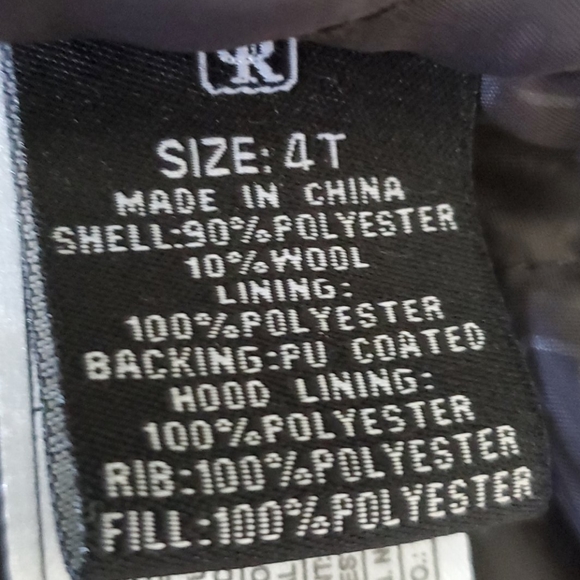 SIZE: 4T
MADE IN CHINA
SHELL:90%POLYESTER
10%WOOL
LINING:
100%POLYESTER
BACKING:PU COATED
HOOD LINING:
100%POLYESTER
RIB:100%POLYESTER
FILL:100%POLYESTER